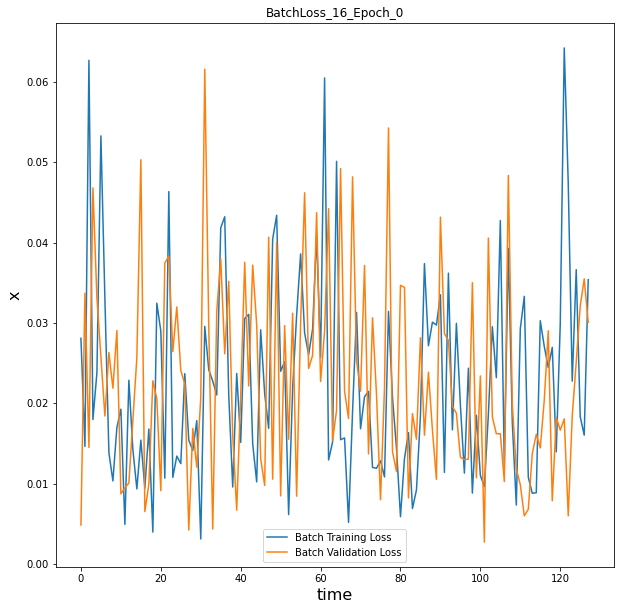 BatchLoss_16_Epoch_0
x
0.06
0.05
0.04
0.03
0.02
0.01
0.00
Batch Training Loss
Batch Validation Loss
0 20 40 60 80 100 120
time